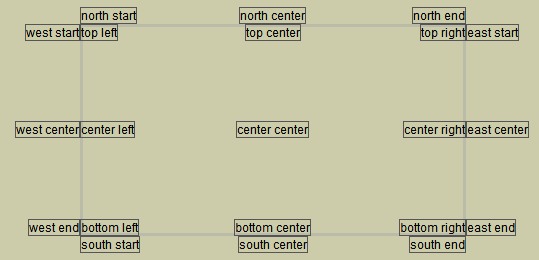 north start north center north end
west start top left top center top right east start
west center center left center center center right east center
west end bottom left bottom center bottom right east end
south start south center south end